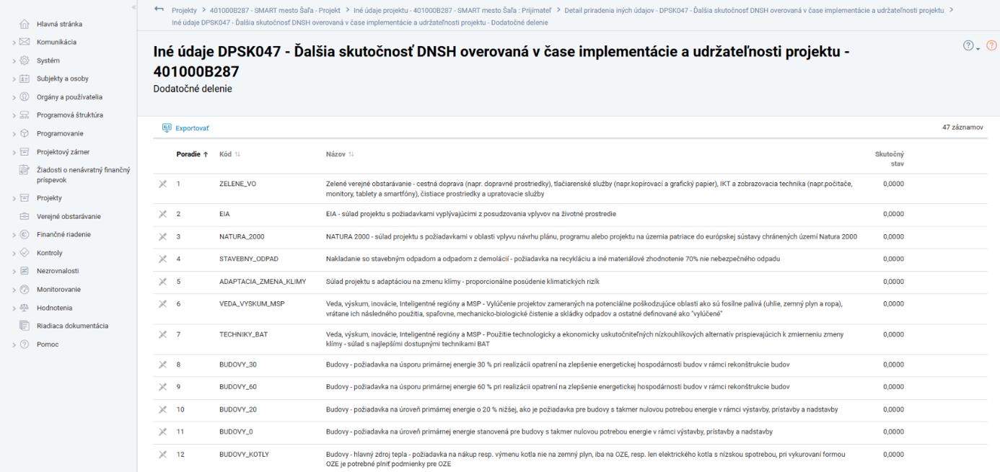 Projekty > 401000B287 - SMART mesto Šaľa - Projekt > Iné údaje projektu - 401000B287 - SMART mesto Šaľa : Prijímateľ > Detail priradenia iných údajov - DPSK047 - Ďalšia skutočnosť DNSH overovaná v čase implementácie a udržateľnosti projektu >
Iné údaje DPSK047 - Ďalšia skutočnosť DNSH overovaná v čase implementácie a udržateľnosti projektu - Dodatočné delenie
Hlavná stránka
Komunikácia
Systém
Subjekty a osoby
Orgány a používatelia
Programová štruktúra
Programovanie
Projektový zámer
Žiadosti o nenávratný finančný
príspevok
Projekty
Verejné obstarávanie
Finančné riadenie
Kontroly
Nezrovnalosti
Monitorovanie
Hodnotenia
Riadiaca dokumentácia
Pomoc
Iné údaje DPSK047 - Ďalšia skutočnosť DNSH overovaná v čase implementácie a udržateľnosti projektu -
401000B287
Dodatočné delenie
XLS Exportovať
47 záznamov
Poradie ↑ Kód Názov Skutočný
stav
1 ZELENE_VO Zelené verejné obstarávanie - cestná doprava (napr. dopravné prostriedky), tlačiarenské služby (napr.kopírovací a grafický papier), IKT a zobrazovacia technika (napr.počítače, 0,0000
monitory, tablety a smartfóny), čistiace prostriedky a upratovacie služby
2 EIA EIA - súlad projektu s požiadavkami vyplývajúcimi z posudzovania vplyvov na životné prostredie 0,0000
3 NATURA_2000 NATURA 2000 - súlad projektu s požiadavkami v oblasti vplyvu návrhu plánu, programu alebo projektu na územia patriace do európskej sústavy chránených území Natura 2000 0,0000
4 STAVEBNY_ODPAD Nakladanie so stavebným odpadom a odpadom z demolácií - požiadavka na recykláciu a iné materiálové zhodnotenie 70% nie nebezpečného odpadu 0,0000
5 ADAPTACIA_ZMENA_KLIMY Súlad projektu s adaptáciou na zmenu klímy - proporcionálne posúdenie klimatických rizík 0,0000
6 VEDA_VYSKUM_MSP Veda, výskum, inovácie, Inteligentné regióny a MSP - Vylúčenie projektov zameraných na potenciálne poškodzujúce oblasti ako sú fosílne palivá (uhlie, zemný plyn a ropa), 0,0000
vrátane ich následného použitia, spaľovne, mechanicko-biologické čistenie a skládky odpadov a ostatné definované ako "vylúčené"
7 TECHNIKY_BAT Veda, výskum, inovácie, Inteligentné regióny a MSP - Použitie technologicky a ekonomicky uskutočniteľných nízkouhlíkových alternatív prispievajúcich k zmierneniu zmeny 0,0000
klímy - súlad s najlepšími dostupnými technikami BAT
8 BUDOVY_30 Budovy - požiadavka na úsporu primárnej energie 30 % pri realizácii opatrení na zlepšenie energetickej hospodárnosti budov v rámci rekonštrukcie budov 0,0000
9 BUDOVY_60 Budovy - požiadavka na úsporu primárnej energie 60 % pri realizácii opatrení na zlepšenie energetickej hospodárnosti budov v rámci rekonštrukcie budov 0,0000
10 BUDOVY_20 Budovy - požiadavka na úroveň primárnej energie o 20 % nižšej, ako je požiadavka pre budovy s takmer nulovou potrebou energie v rámci výstavby, prístavby a nadstavby 0,0000
11 BUDOVY_0 Budovy - požiadavka na úroveň primárnej energie stanovená pre budovy s takmer nulovou potrebou energie v rámci výstavby, prístavby a nadstavby 0,0000
12 BUDOVY_KOTLY Budovy - hlavný zdroj tepla - požiadavka na nákup resp. výmenu kotla nie na zemný plyn, iba na OZE, resp. len elektrického kotla s nízskou spotrebou, pri vykurovaní formou 0,0000
OZE je potrebné plniť podmienky pre OZE